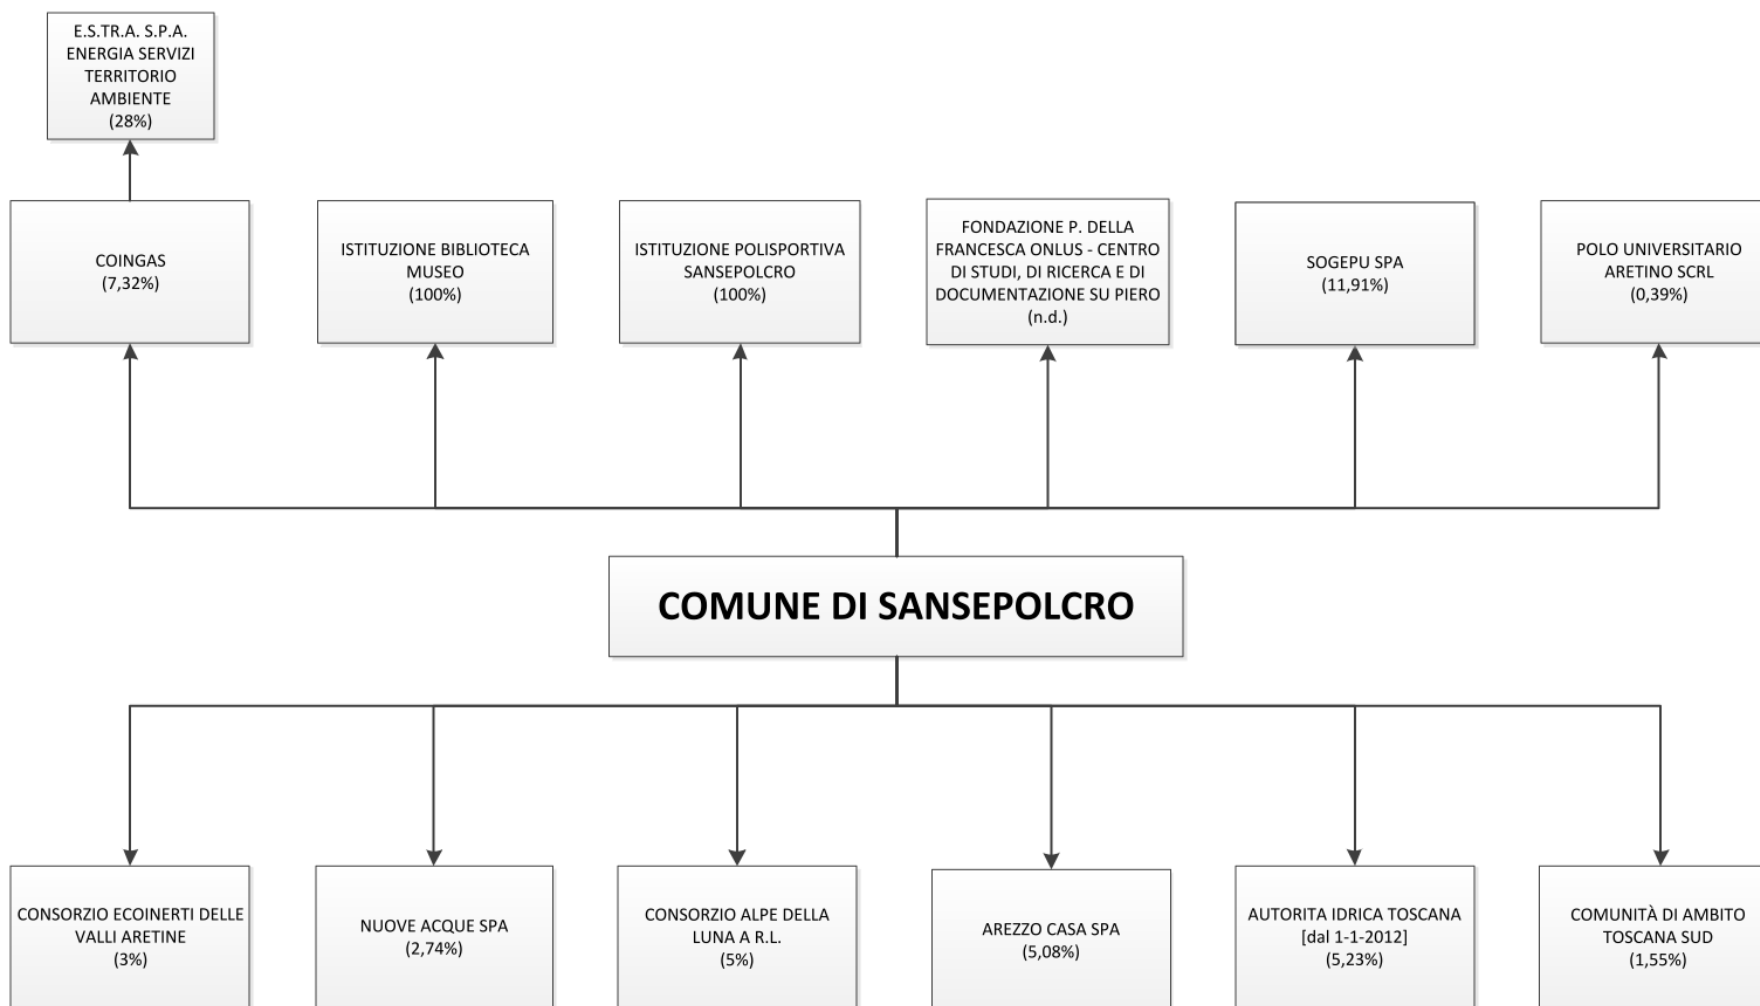 E.S.TR.A. S.P.A.
ENERGIA SERVIZI
TERRITORIO
AMBIENTE
(28%)
COINGAS
(7,32%)
ISTITUZIONE BIBLIOTECA
MUSEO
(100%)
ISTITUZIONE POLISPORTIVA
SANSEPOLCRO
(100%)
FONDAZIONE P. DELLA
FRANCESCA ONLUS - CENTRO
DI STUDI, DI RICERCA E DI
DOCUMENTAZIONE SU PIERO
(n.d.)
SOGEPU SPA
(11,91%)
POLO UNIVERSITARIO
ARETINO SCRL
(0,39%)
COMUNE DI SANSEPOLCRO
CONSORZIO ECOINERTI DELLE
VALLI ARETINE
(3%)
NUOVE ACQUE SPA
(2,74%)
CONSORZIO ALPE DELLA
LUNA A R.L.
(5%)
AREZZO CASA SPA
(5,08%)
AUTORITA IDRICA TOSCANA
[dal 1-1-2012]
(5,23%)
COMUNITÀ DI AMBITO
TOSCANA SUD
(1,55%)